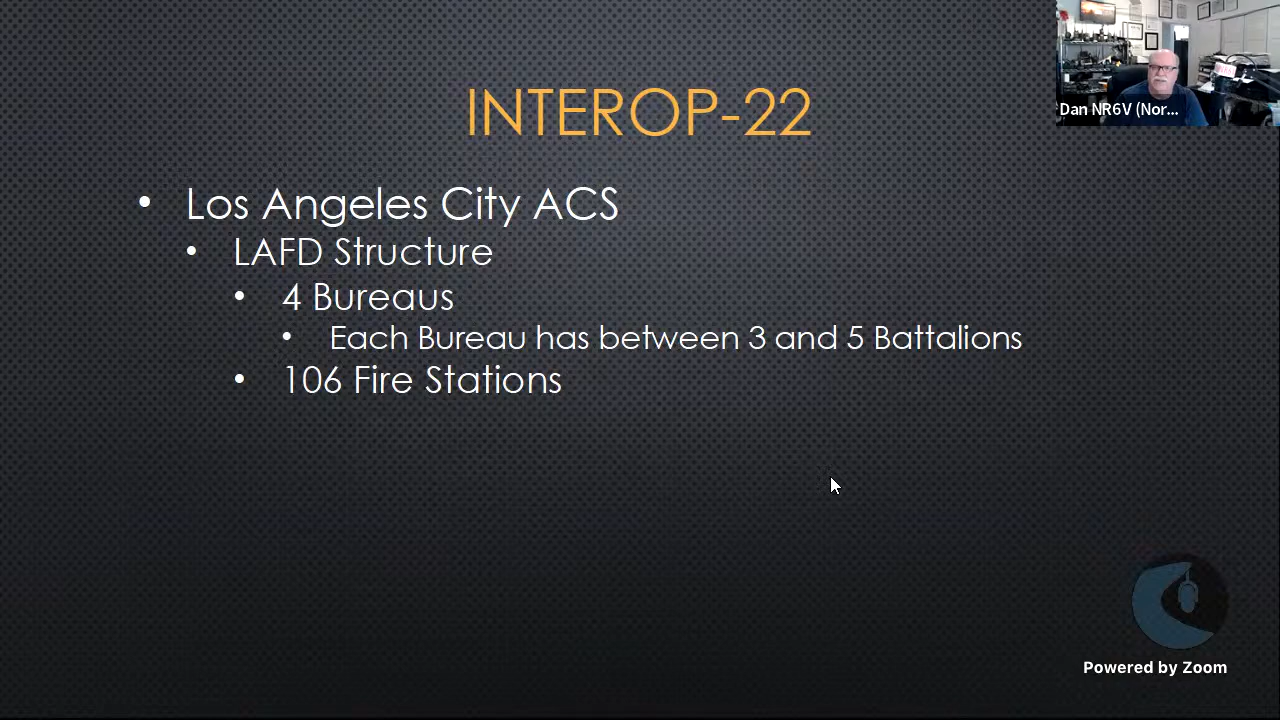 INTEROP-22
Dan NR6V (Nor...
• Los Angeles City ACS
• LAFD Structure
• 4 Bureaus
• Each Bureau has between 3 and 5 Battalions
• 106 Fire Stations
Powered by Zoom